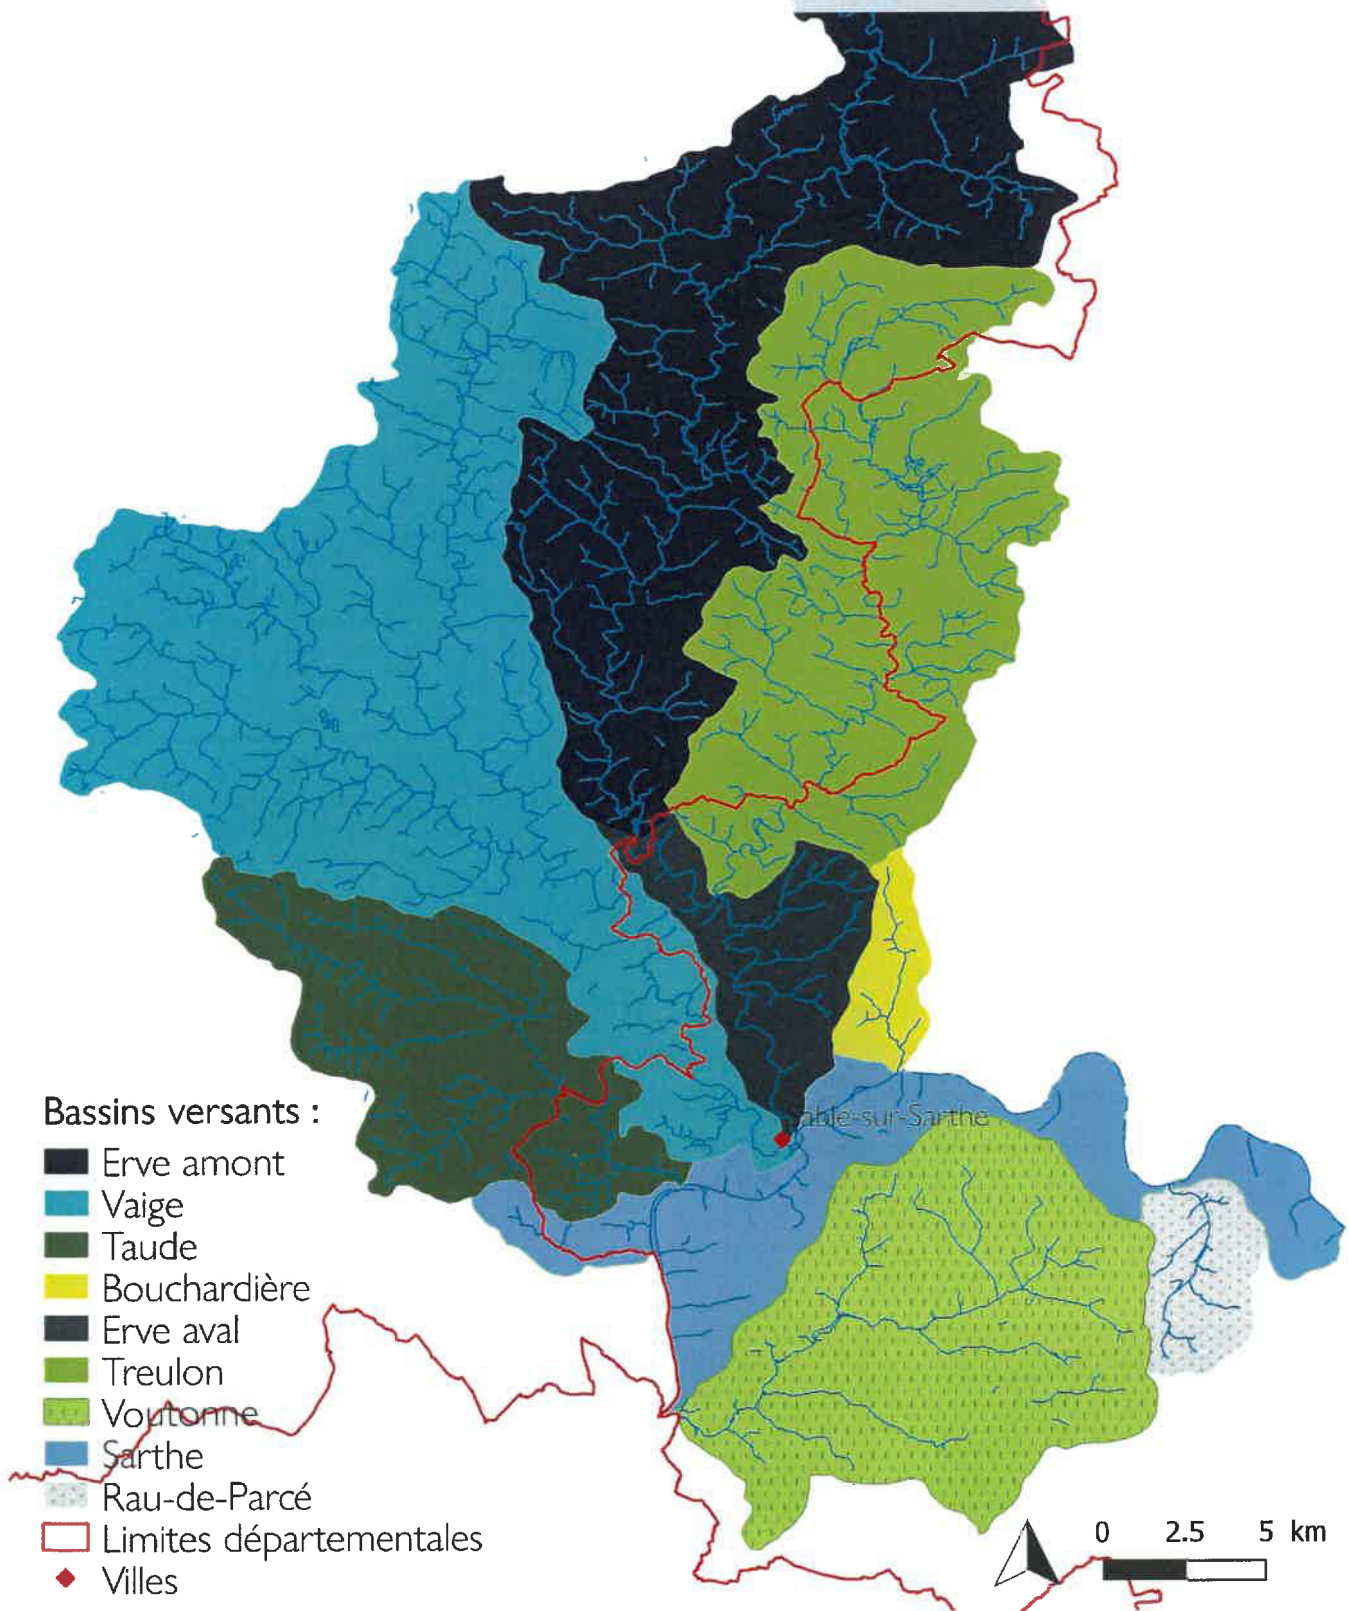 Sablé-sur-Sarthe
Bassins versants :
Erve amont
Vaige
Taude
Bouchardière
Erve aval
Treulon
Voutonne
Sarthe
Rau-de-Parcé
Limites départementales
Villes
0 2.5 5 km